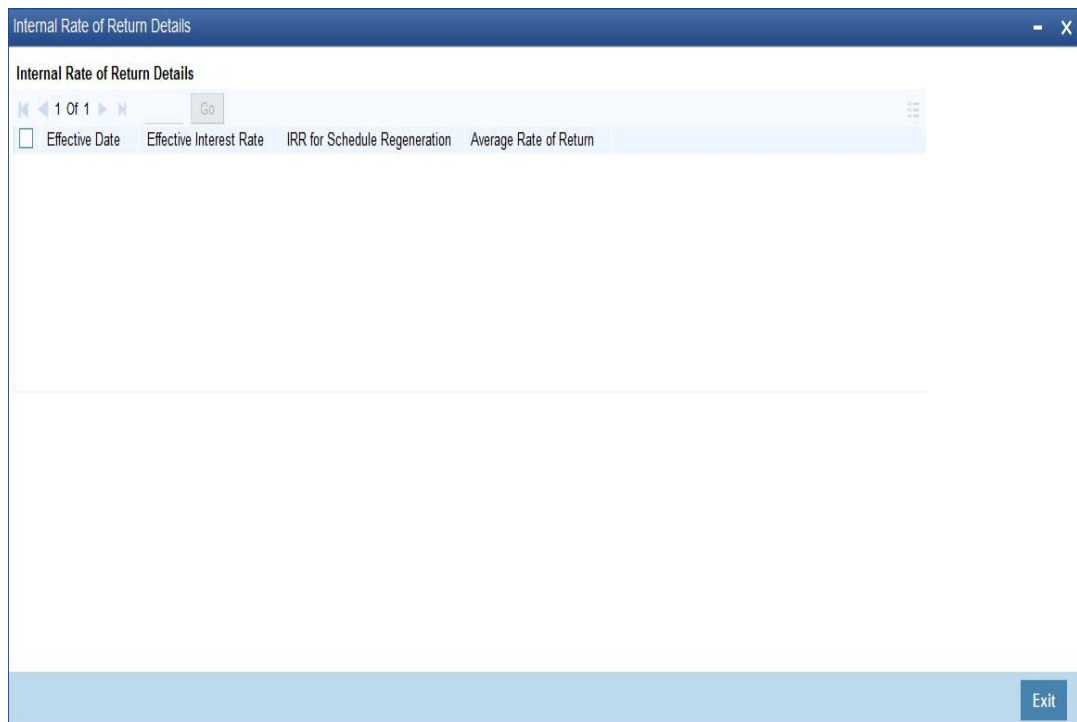 Internal Rate of Return Details
Internal Rate of Return Details
1 Of 1 Go
Effective Date Effective Interest Rate IRR for Schedule Regeneration Average Rate of Return
Exit